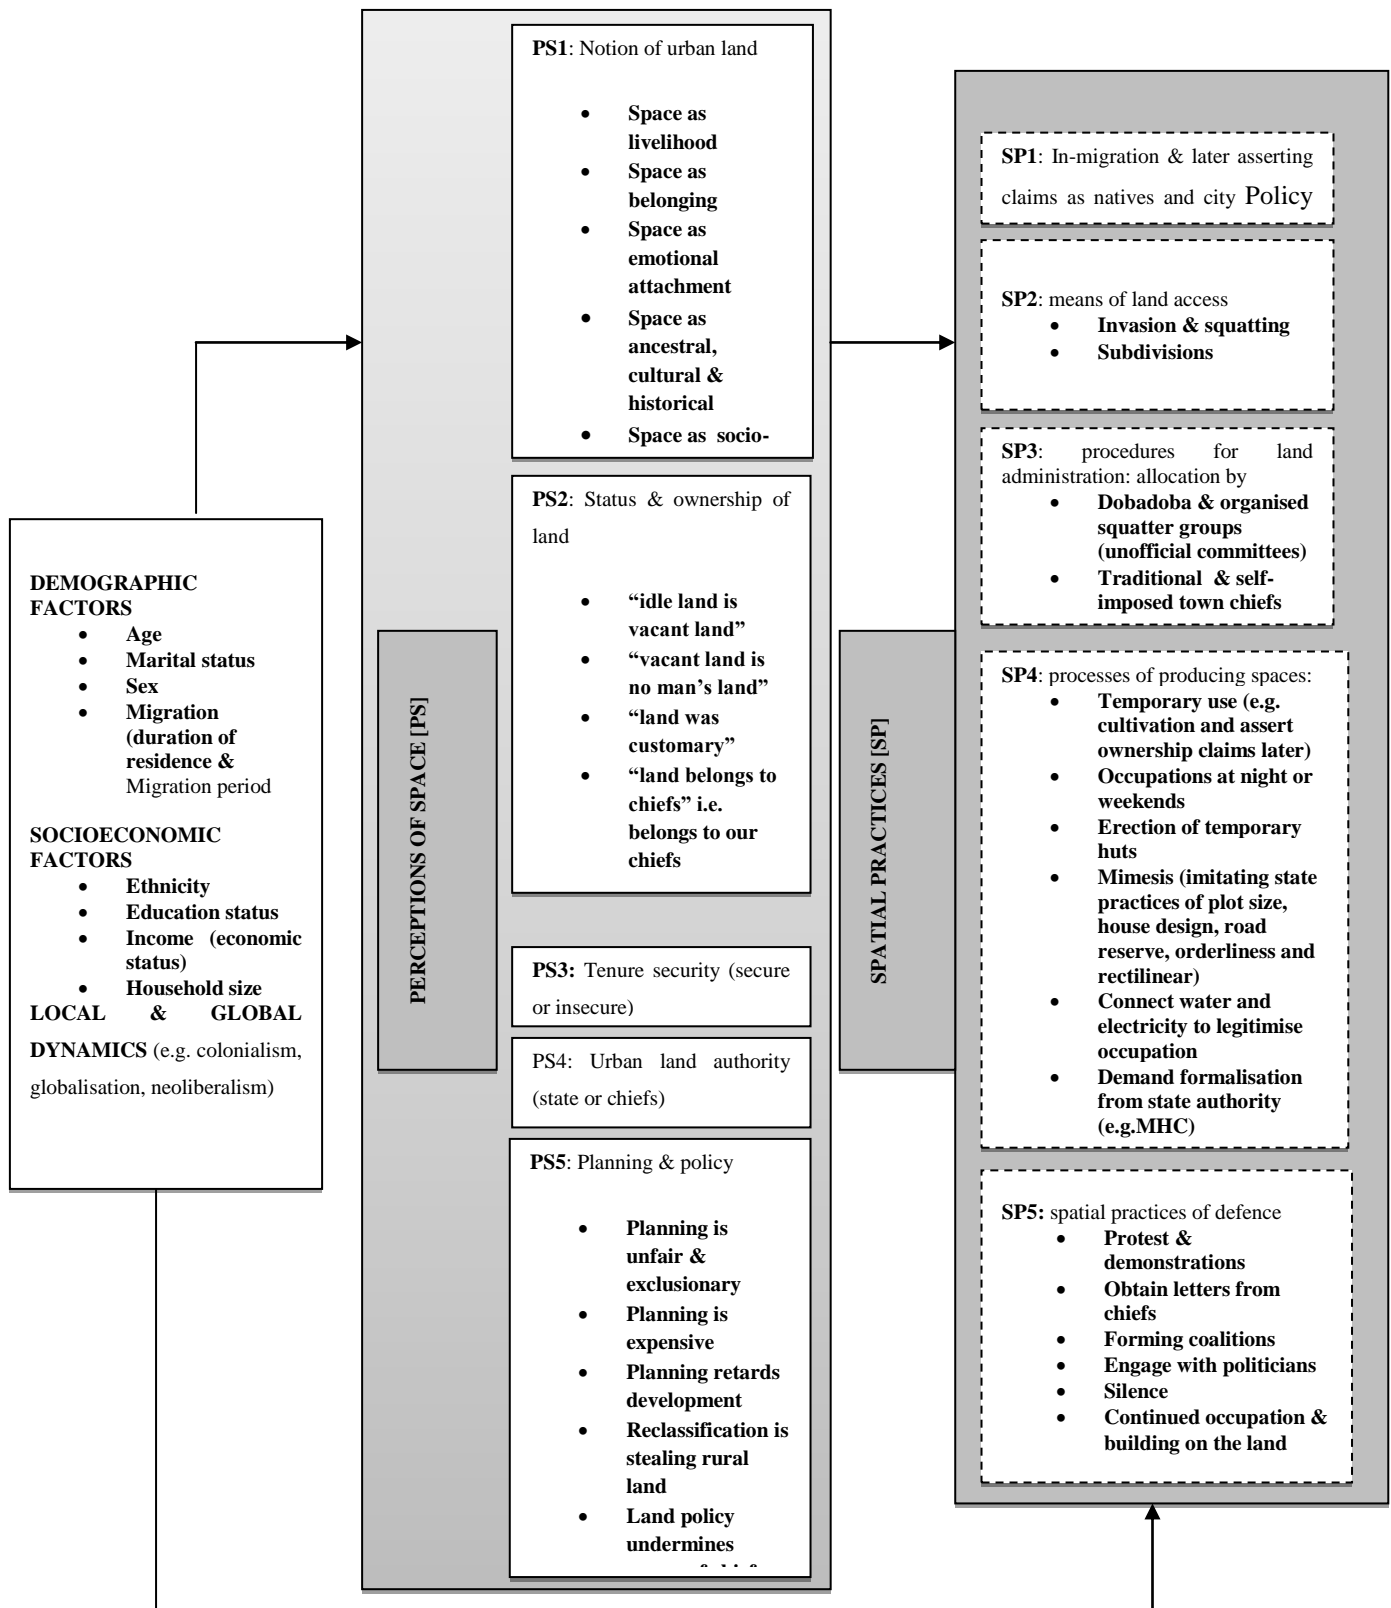 DEMOGRAPHIC
FACTORS
• Age
• Marital status
• Sex
• Migration
(duration of
residence &
Migration period
SOCIOECONOMIC
FACTORS
• Ethnicity
• Education status
• Income (economic
status)
• Household size
LOCAL & GLOBAL
DYNAMICS (e.g. colonialism,
globalisation, neoliberalism)
PERCEPTIONS OF SPACE [PS]
PS1: Notion of urban land
• Space as
livelihood
• Space as
belonging
• Space as
emotional
attachment
• Space as
ancestral,
cultural &
historical
• Space as socio-
PS2: Status & ownership of
land
• “idle land is
vacant land”
• “vacant land is
no man’s land”
• “land was
customary”
• “land belongs to
chiefs” i.e.
belongs to our
chiefs
PS3: Tenure security (secure
or insecure)
PS4: Urban land authority
(state or chiefs)
PS5: Planning & policy
• Planning is
unfair &
exclusionary
• Planning is
expensive
• Planning retards
development
• Reclassification is
stealing rural
land
• Land policy
undermines
SPATIAL PRACTICES [SP]
SP1: In-migration & later asserting
claims as natives and city Policy
SP2: means of land access
• Invasion & squatting
• Subdivisions
SP3: procedures for land
administration: allocation by
• Dobadoba & organised
squatter groups
(unofficial committees)
• Traditional & self-
imposed town chiefs
SP4: processes of producing spaces:
• Temporary use (e.g.
cultivation and assert
ownership claims later)
• Occupations at night or
weekends
• Erection of temporary
huts
• Mimesis (imitating state
practices of plot size,
house design, road
reserve, orderliness and
rectilinear)
• Connect water and
electricity to legitimise
occupation
• Demand formalisation
from state authority
(e.g.MHC)
SP5: spatial practices of defence
• Protest &
demonstrations
• Obtain letters from
chiefs
• Forming coalitions
• Engage with politicians
• Silence
• Continued occupation &
building on the land